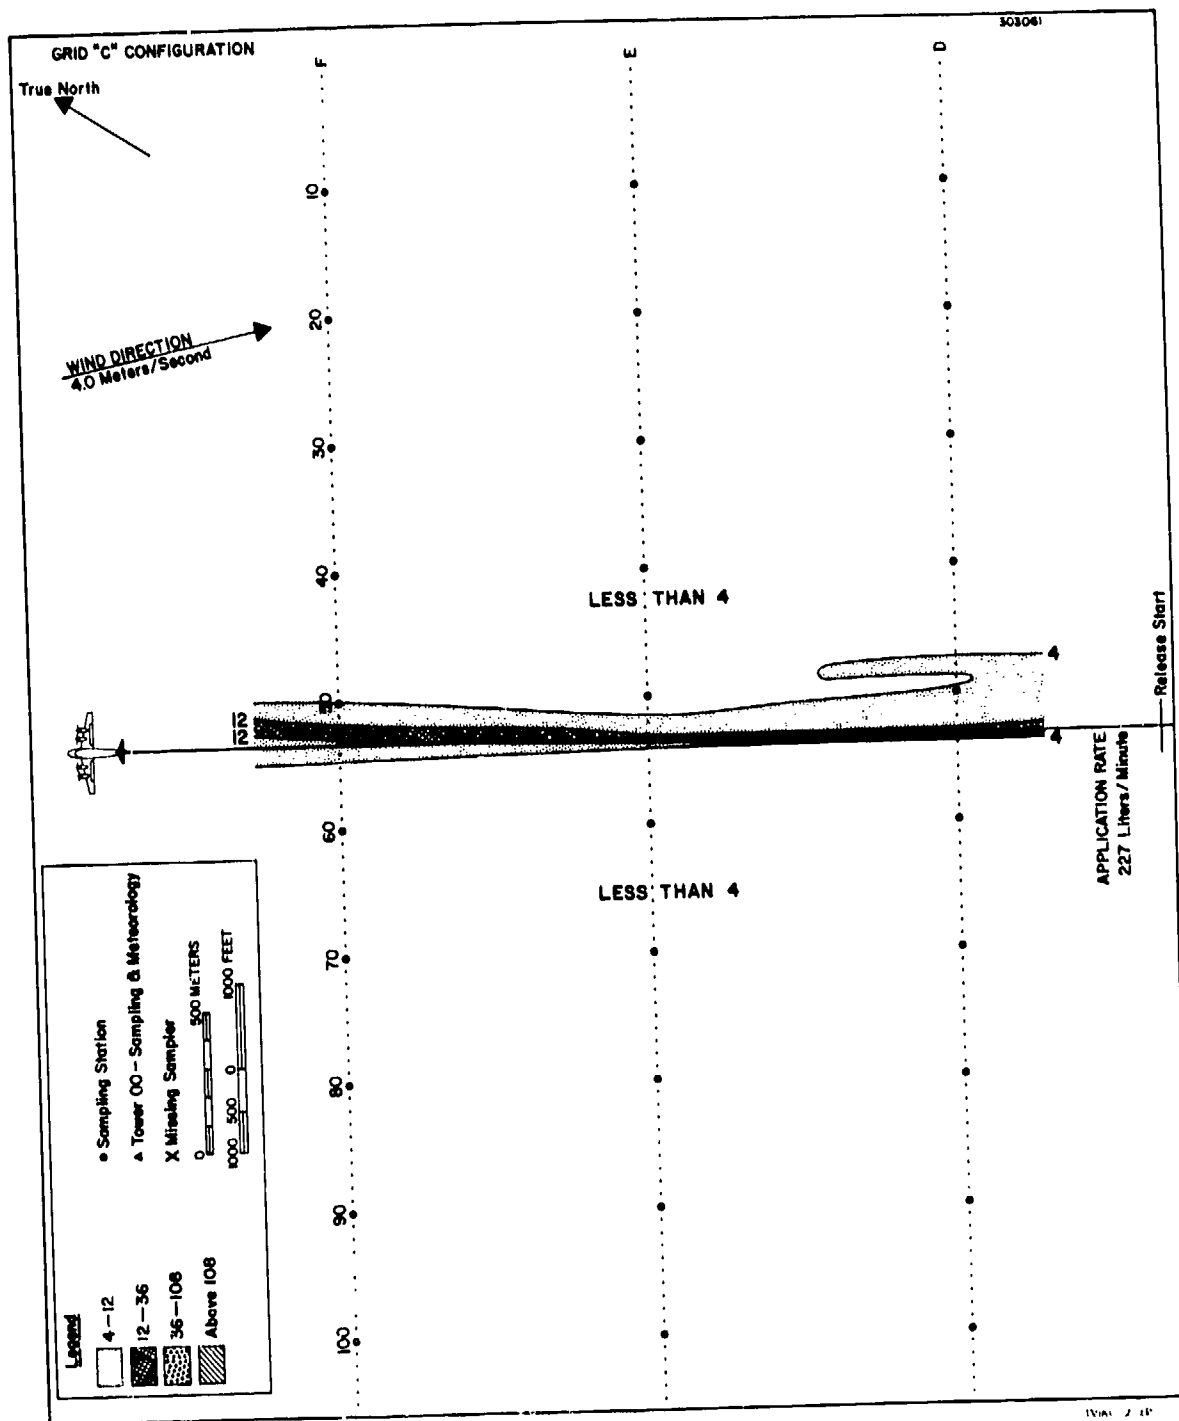 303061
GRID "C" CONFIGURATION
True North
F
E
D
10
20
WIND DIRECTION
4.0 Meters/Second
30
40
LESS THAN 4
4
Release Start
50
12
12
4
APPLICATION RATE
227 Liters/Minute
60
LESS THAN 4
70
80
90
100
Legend
4-12
12-36
36-108
Above 108
Sampling Station
Tower 00 - Sampling & Meteorology
X Missing Sampler
0 500 METERS
1000 500 0 1000 FEET